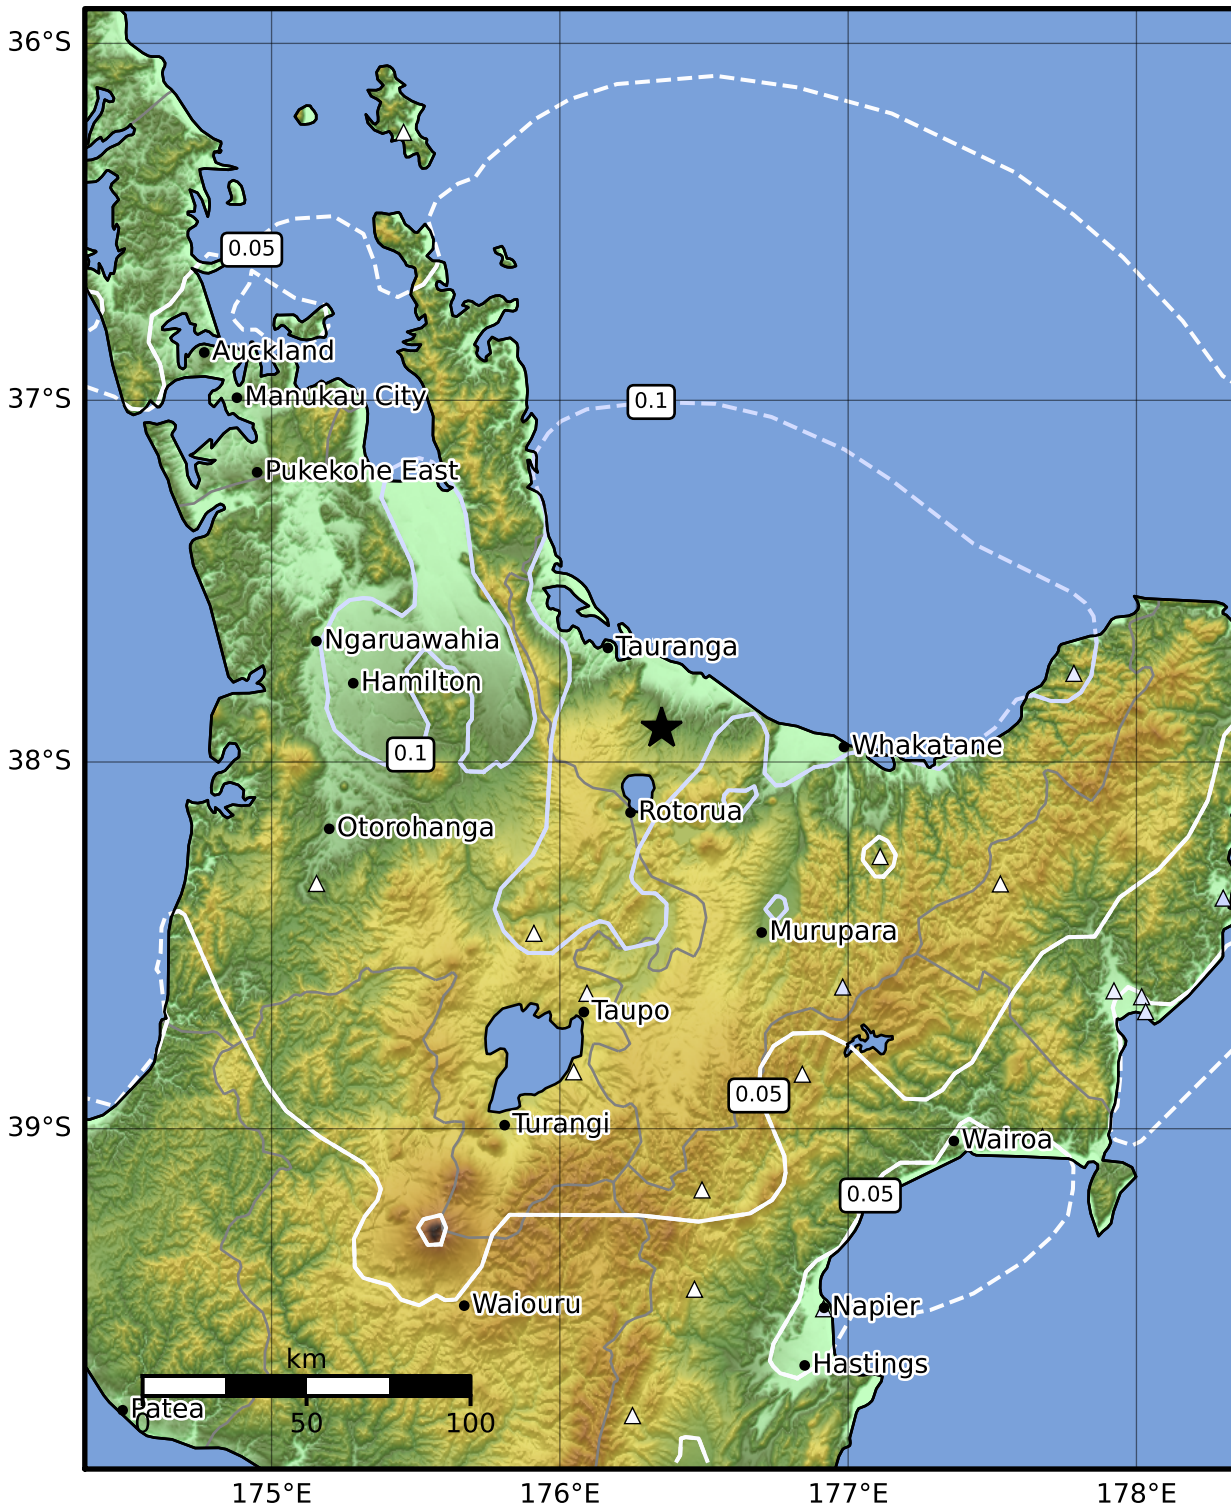 36°S
0.05
Auckland
37°S
0.1
Manukau City
Pukekohe East
Ngaruawahia
Tauranga
Hamilton
0.1
Whakatane
38°S
Rotorua
Otorohanga
Murupara
Taupo
0.05
Turangi
39°S
Wairoa
0.05
Waiouru
Napier
km
Hastings
Patea
0
50
100
175°E
176°E
177°E
178°E